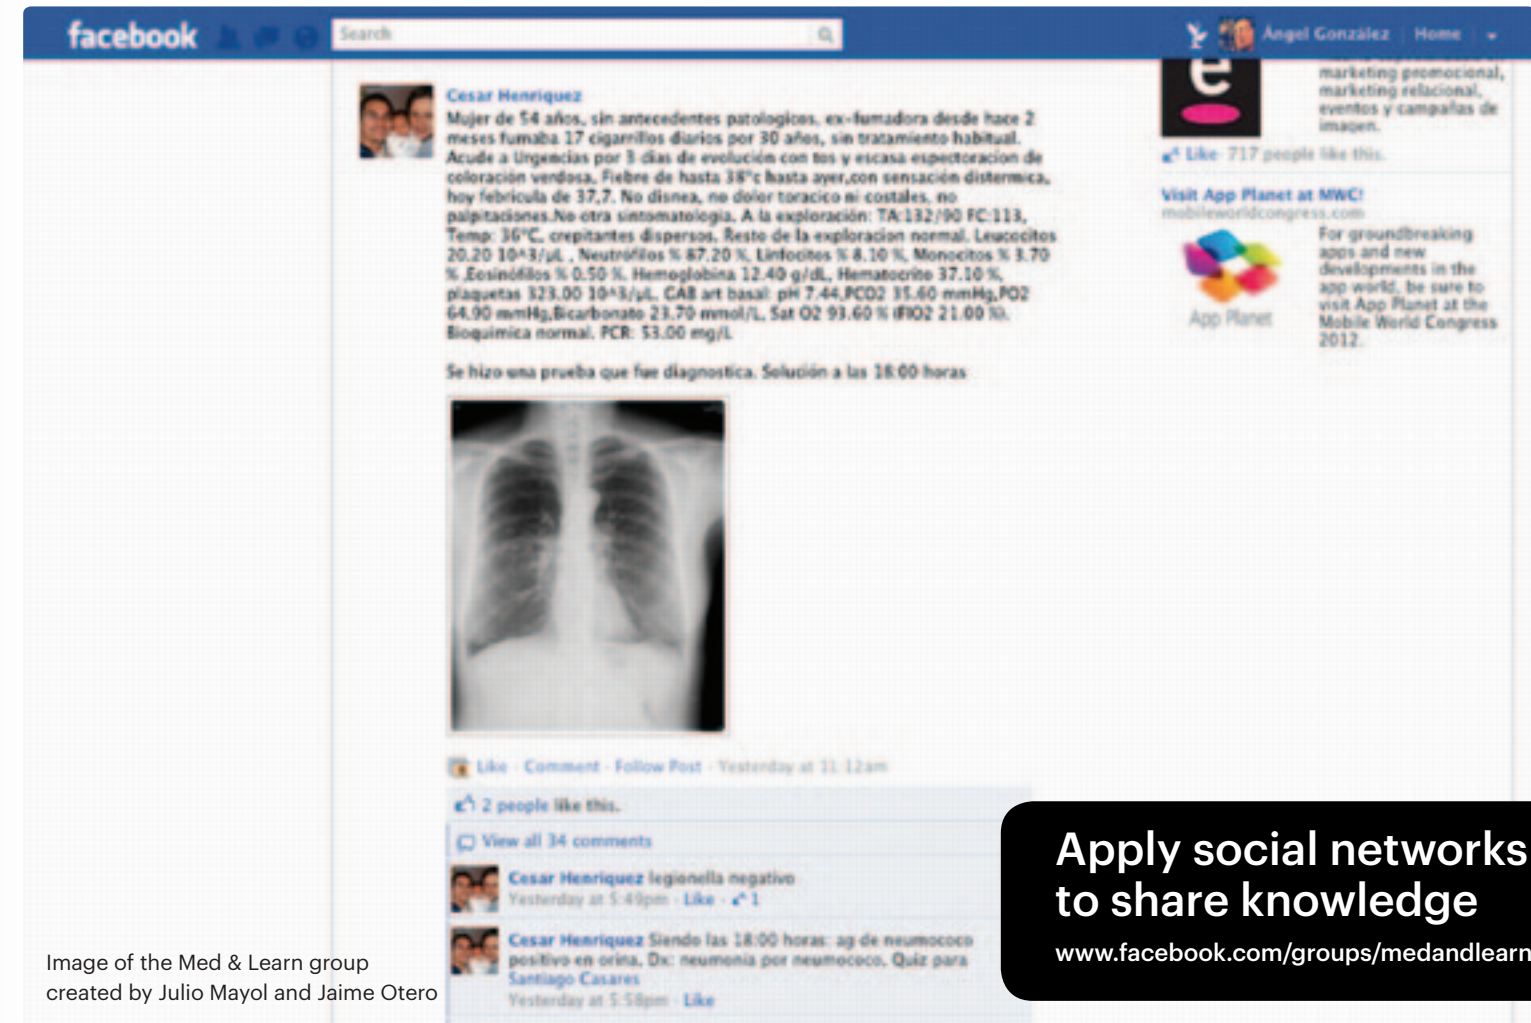 facebook
Search
Ángel González Home
marketing promocional,
marketing relacional,
eventos y campañas de
imagen.
Like · 717 people like this.
Visit App Planet at MWC!
mobileworldcongress.com
For groundbreaking
apps and new
developments in the
app world, be sure to
visit App Planet at the
Mobile World Congress
2012.
App Planet
Cesar Henriquez
Mujer de 54 años, sin antecedentes patologicos, ex-fumadora desde hace 2
meses fumaba 17 cigarrillos diarios por 30 años, sin tratamiento habitual.
Acude a Urgencias por 3 dias de evolución con tos y escasa espectoracion de
coloración verdosa, Fiebre de hasta 38°c hasta ayer,con sensación distermica,
hoy febricula de 37,7. No disnea, no dolor toracico ni costales, no
palpitaciones.No otra sintomatologia. A la exploración: TA:132/90 FC:113,
Temp: 36°C, crepitantes dispersos, Resto de la exploracion normal. Leucocitos
20.20 10^3/µL , Neutrófilos % 87.20 %, Linfocitos % 8.10 %, Monocitos % 3.70
% ,Eosinófilos % 0.50 %. Hemoglobina 12.40 g/dL, Hematocrito 37.10 %,
plaquetas 323.00 10^3/µL. GAB art basal: pH 7.44,PCO2 35.60 mmHg,PO2
64.90 mmHg,Bicarbonato 23.70 mmol/L, Sat O2 93.60 % (FIO2 21.00 %).
Bioquimica normal. PCR: 53.00 mg/L
Se hizo una prueba que fue diagnostica. Solución a las 18:00 horas
Like · Comment · Follow Post · Yesterday at 11:12am
2 people like this.
View all 34 comments
Cesar Henriquez legionella negativo
Yesterday at 5:49pm · Like · 1
Cesar Henriquez Siendo las 18:00 horas: ag de neumococo
positivo en orina, Dx: neumonia por neumococo, Quiz para
Santiago Casares
Yesterday at 5:58pm · Like
Apply social networks
to share knowledge
www.facebook.com/groups/medandlearn
Image of the Med & Learn group
created by Julio Mayol and Jaime Otero